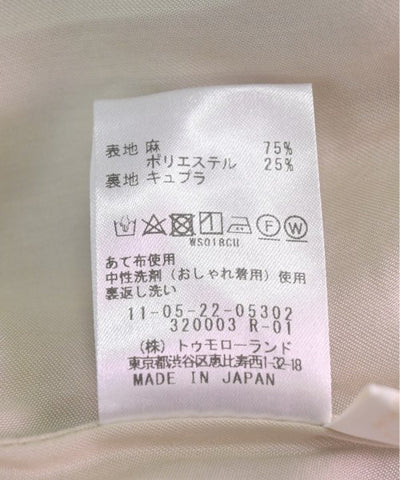 表地 麻 75%
ポリエステル 25%
裏地 キュプラ
WS018CU
あて布使用
中性洗剤（おしゃれ着用）使用
裏返し洗い
11-05-22-05302
320003 R-01
（株）トゥモローランド
東京都渋谷区恵比寿西1-32-18
MADE IN JAPAN